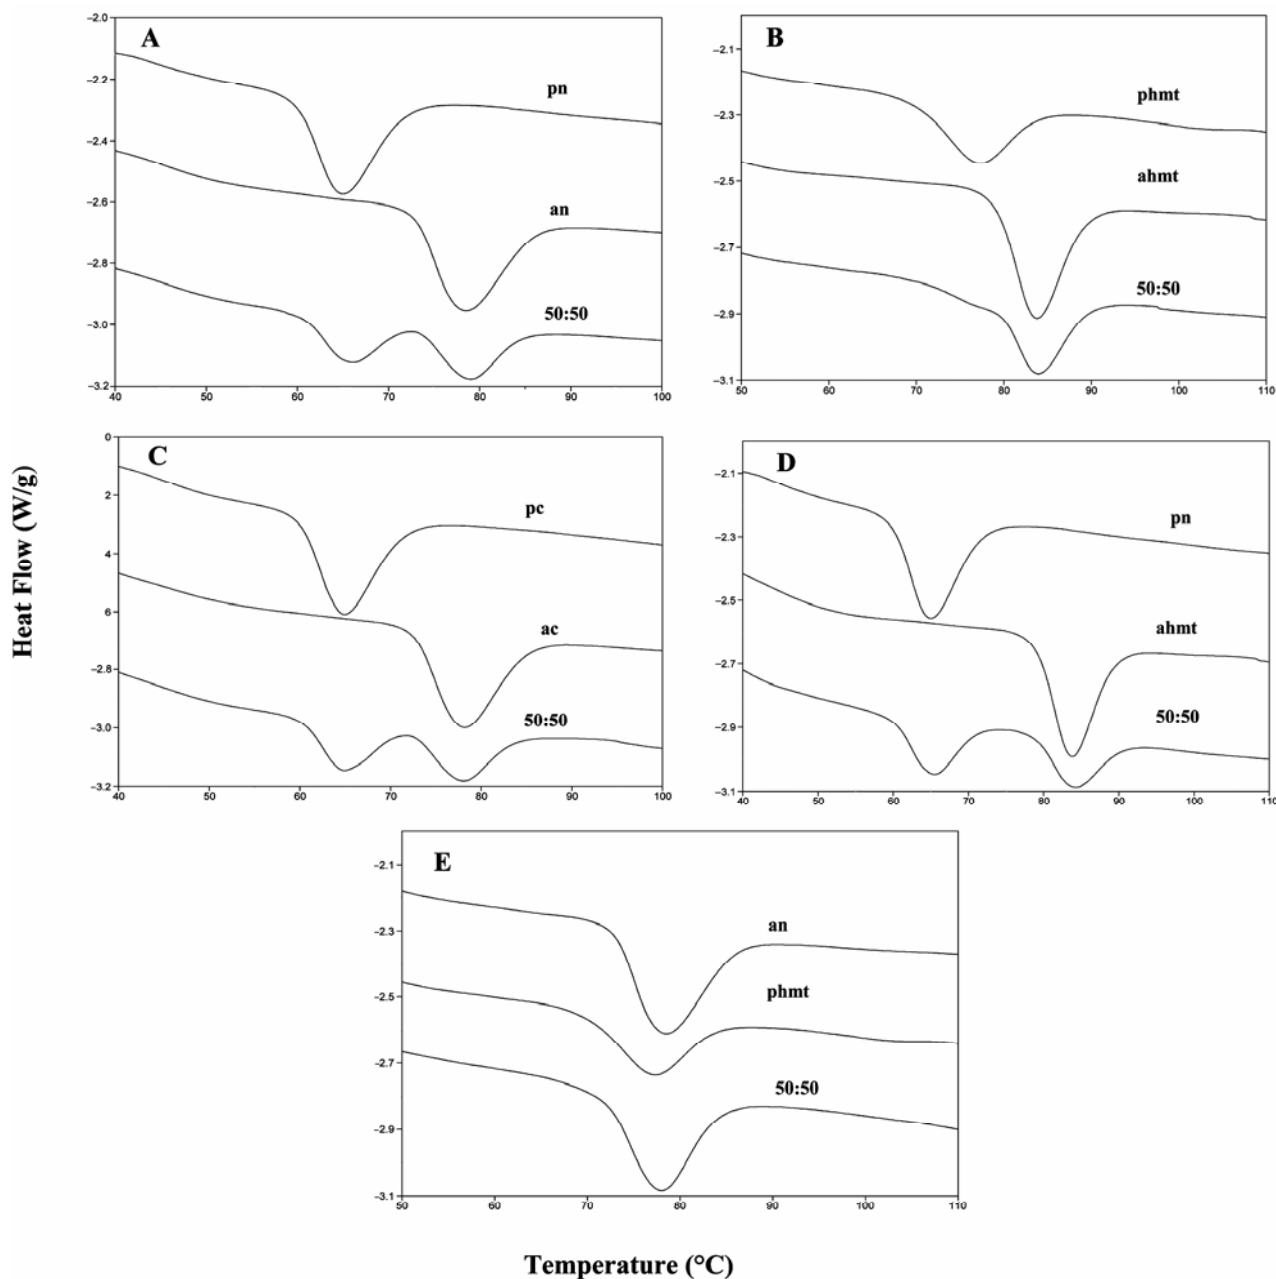 A
−2.0
−2.2
−2.4
−2.6
−2.8
−3.0
−3.2
pn
an
50:50
40 50 60 70 80 90 100
B
−2.1
−2.3
−2.5
−2.7
−2.9
−3.1
phmt
ahmt
50:50
50 60 70 80 90 100 110
C
0
2
4
6
−2.8
−3.0
−3.2
pc
ac
50:50
40 50 60 70 80 90 100
D
−2.1
−2.3
−2.5
−2.7
−2.9
−3.1
pn
ahmt
50:50
40 50 60 70 80 90 100 110
E
−2.1
−2.3
−2.5
−2.7
−2.9
−3.1
an
phmt
50:50
50 60 70 80 90 100 110
Heat Flow (W/g)
Temperature (°C)